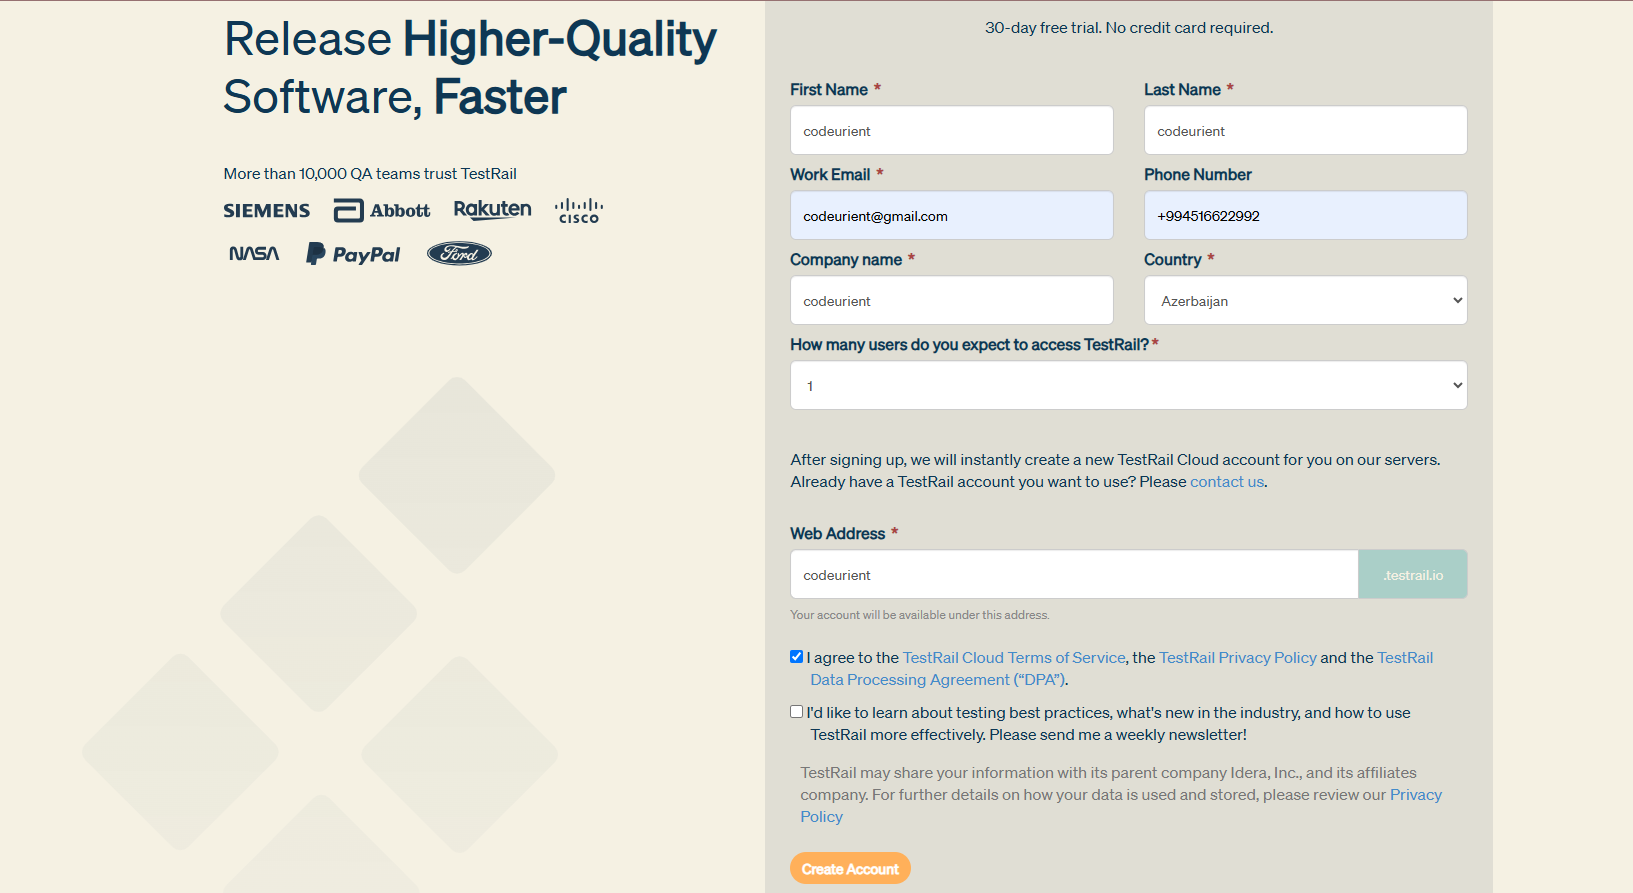 Release Higher-Quality
Software, Faster
More than 10,000 QA teams trust TestRail
SIEMENS Abbott Rakuten CISCO
NASA PayPal Ford
30-day free trial. No credit card required.
First Name * Last Name *
codeurient codeurient
Work Email * Phone Number
codeurient@gmail.com +994516622992
Company name * Country *
codeurient Azerbaijan
How many users do you expect to access TestRail?*
1
After signing up, we will instantly create a new TestRail Cloud account for you on our servers.
Already have a TestRail account you want to use? Please contact us.
Web Address *
codeurient .testrail.io
Your account will be available under this address.
I agree to the TestRail Cloud Terms of Service, the TestRail Privacy Policy and the TestRail
Data Processing Agreement (“DPA”).
I'd like to learn about testing best practices, what's new in the industry, and how to use
TestRail more effectively. Please send me a weekly newsletter!
TestRail may share your information with its parent company Idera, Inc., and its affiliates
company. For further details on how your data is used and stored, please review our Privacy
Policy
Create Account